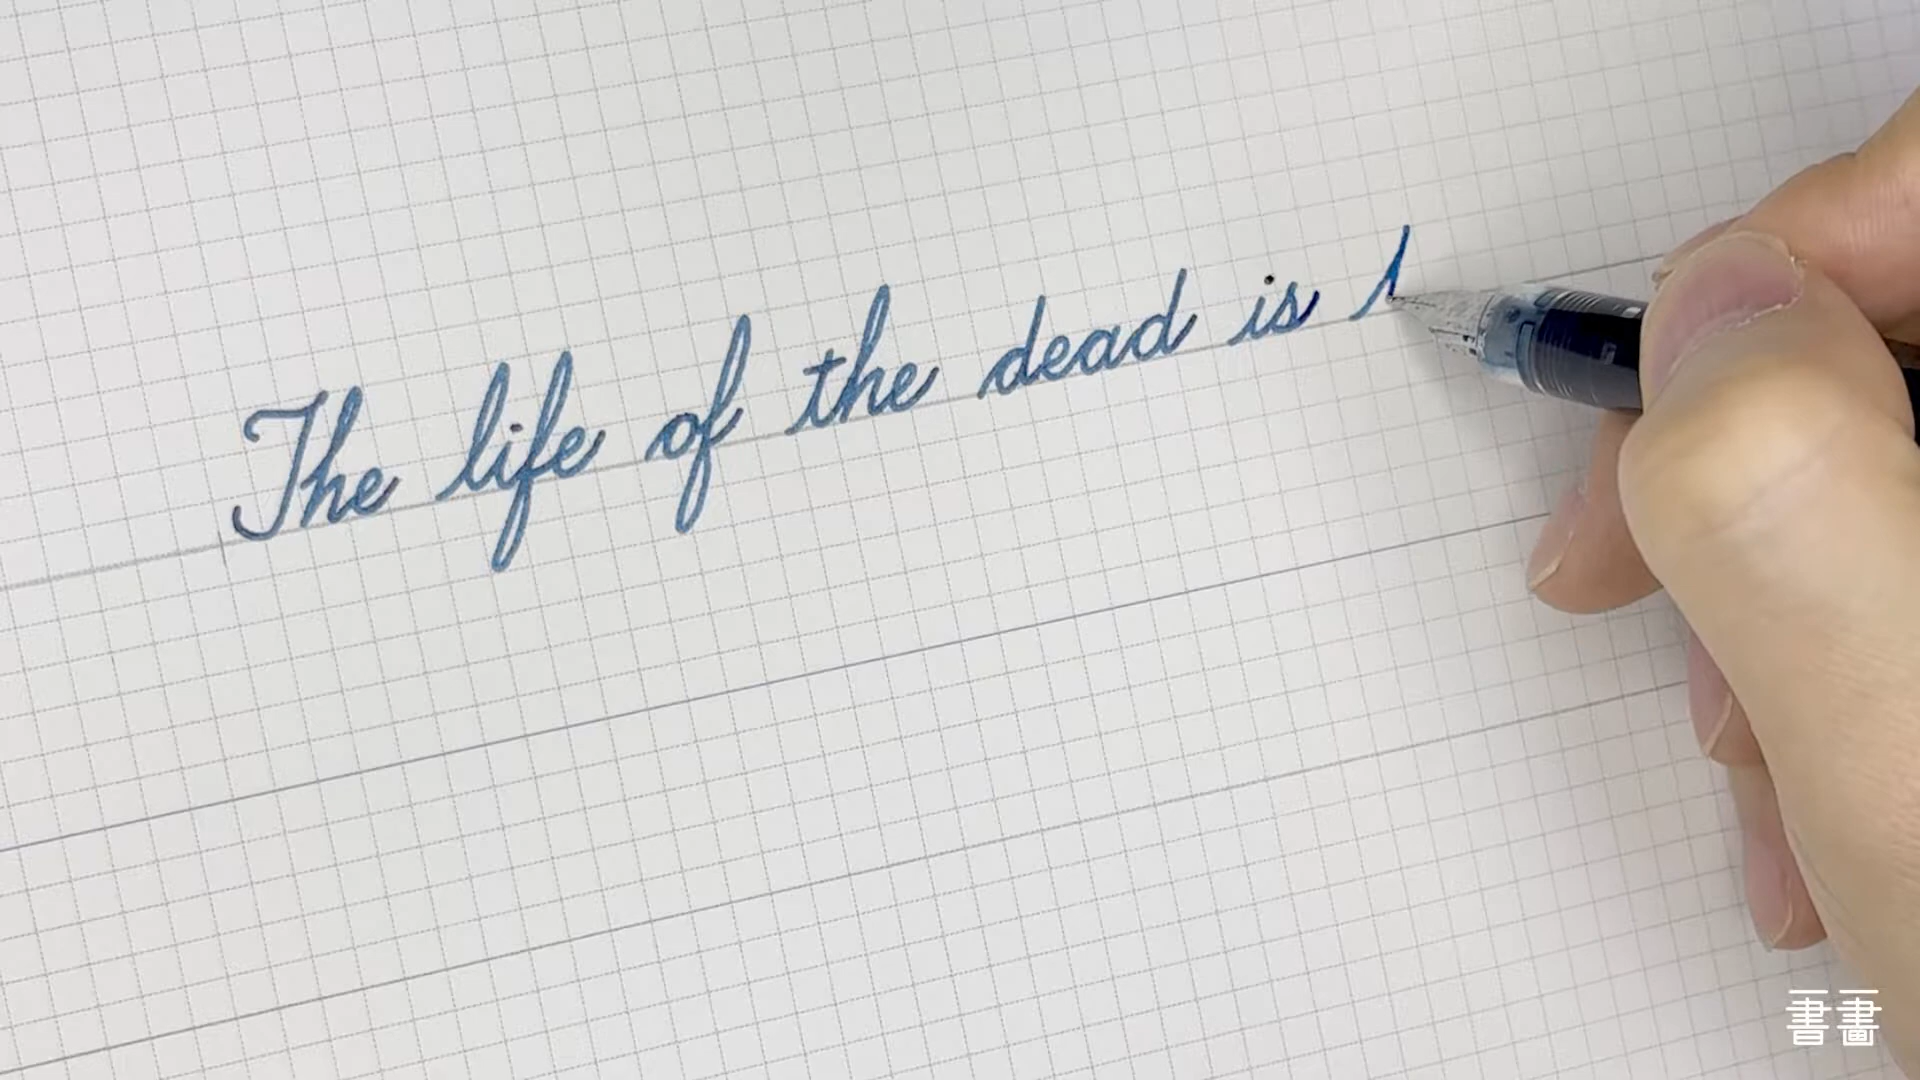 The life of the dead is
書畫